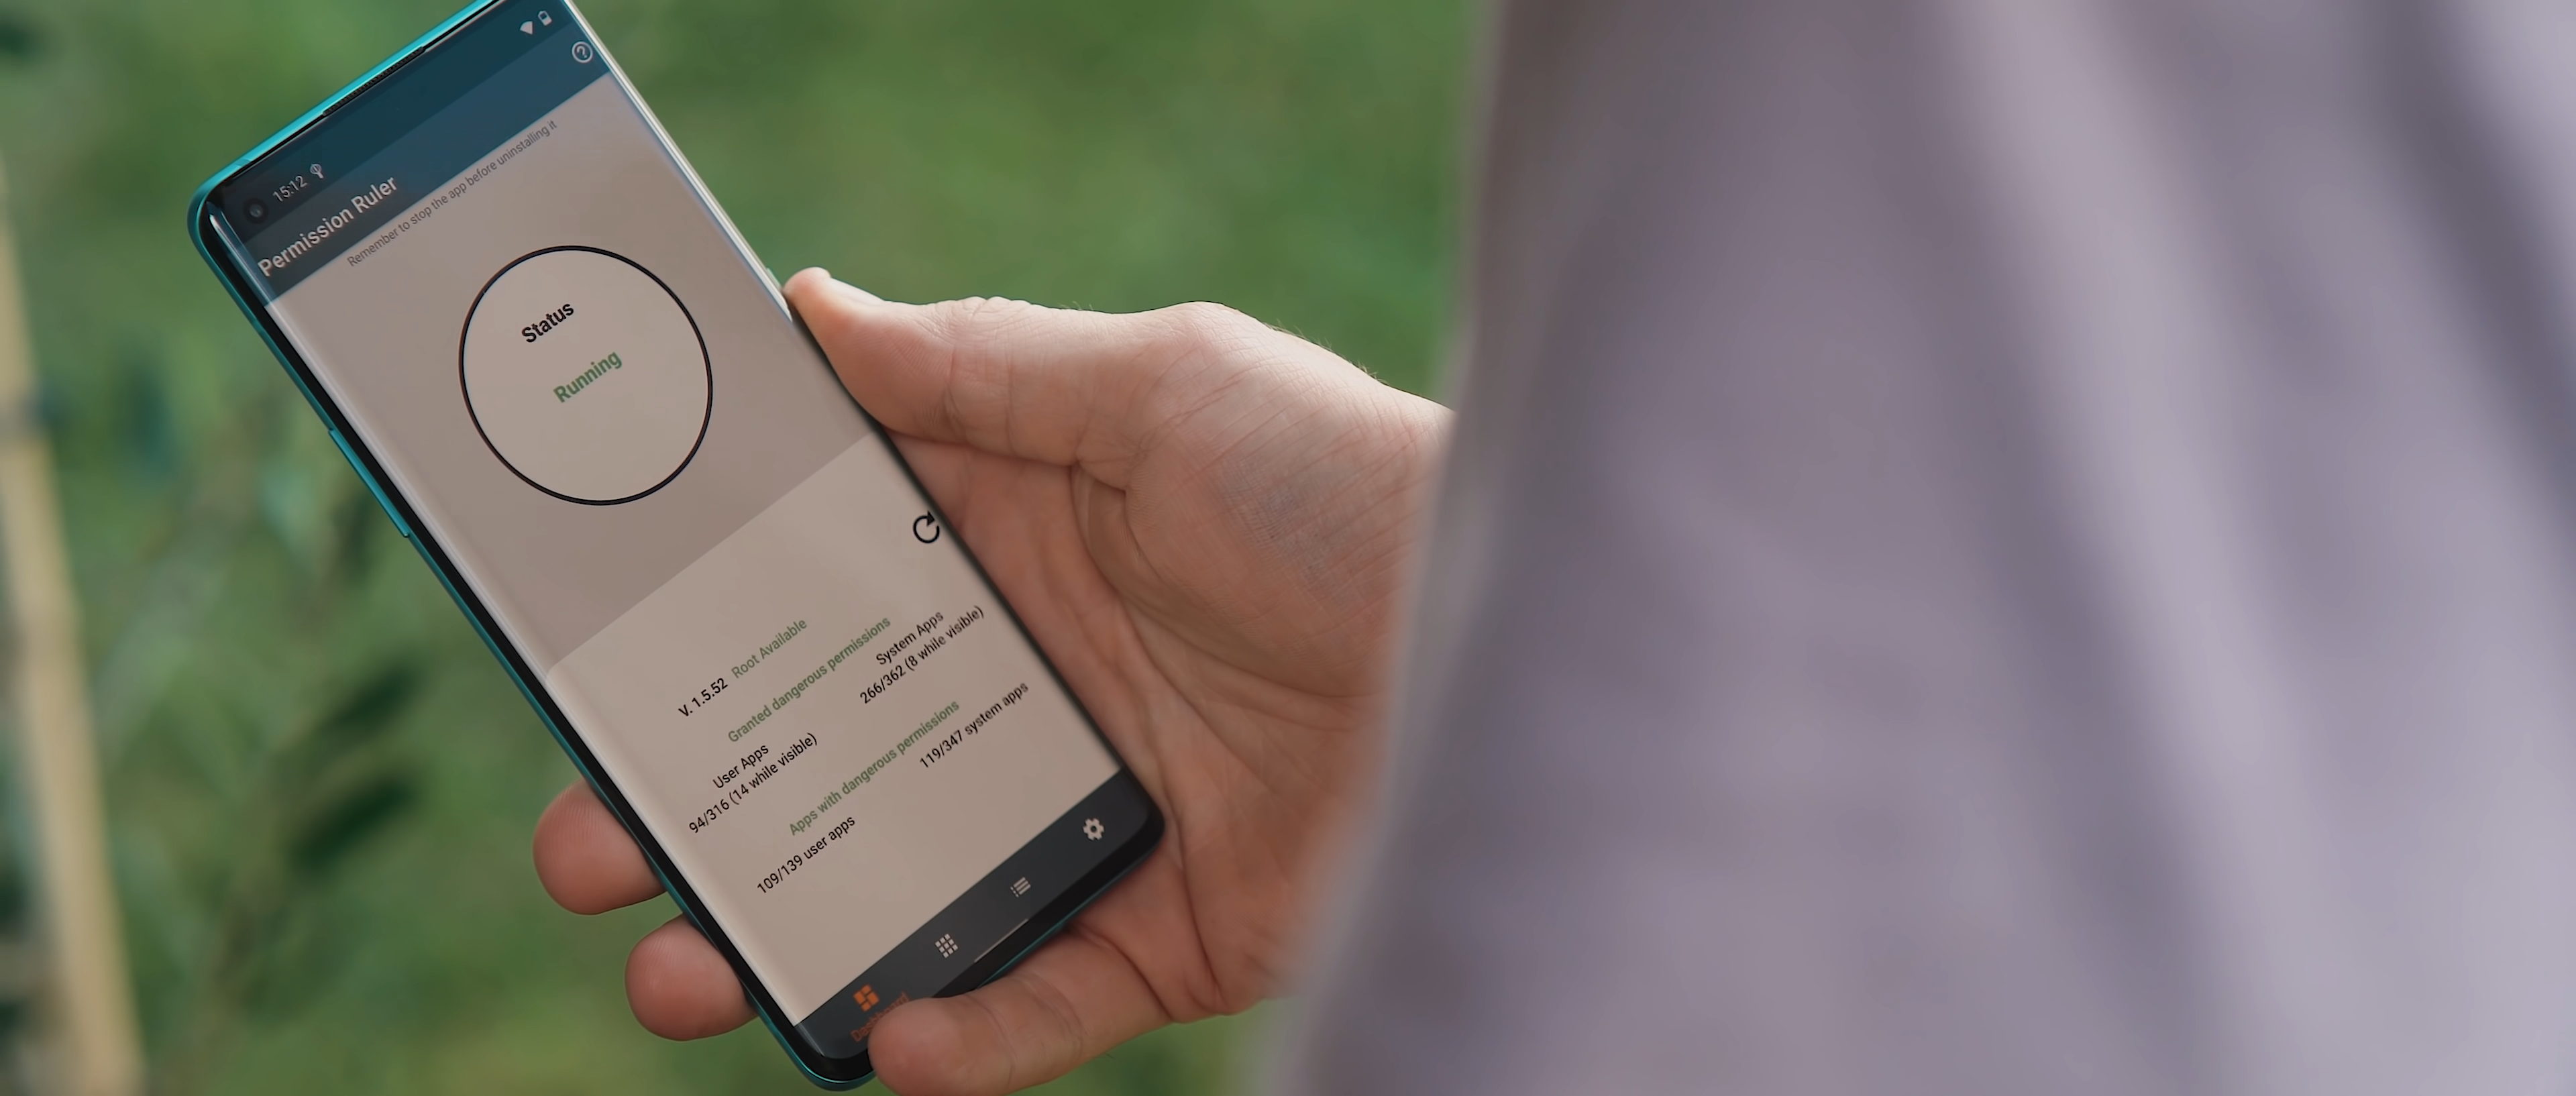 15:12
Permission Ruler
Remember to stop the app before uninstalling it
Status
Running
V. 1.5.52 Root Available
Granted dangerous permissions
User Apps
94/316 (14 while visible)
System Apps
266/362 (8 while visible)
Apps with dangerous permissions
109/139 user apps
119/347 system apps